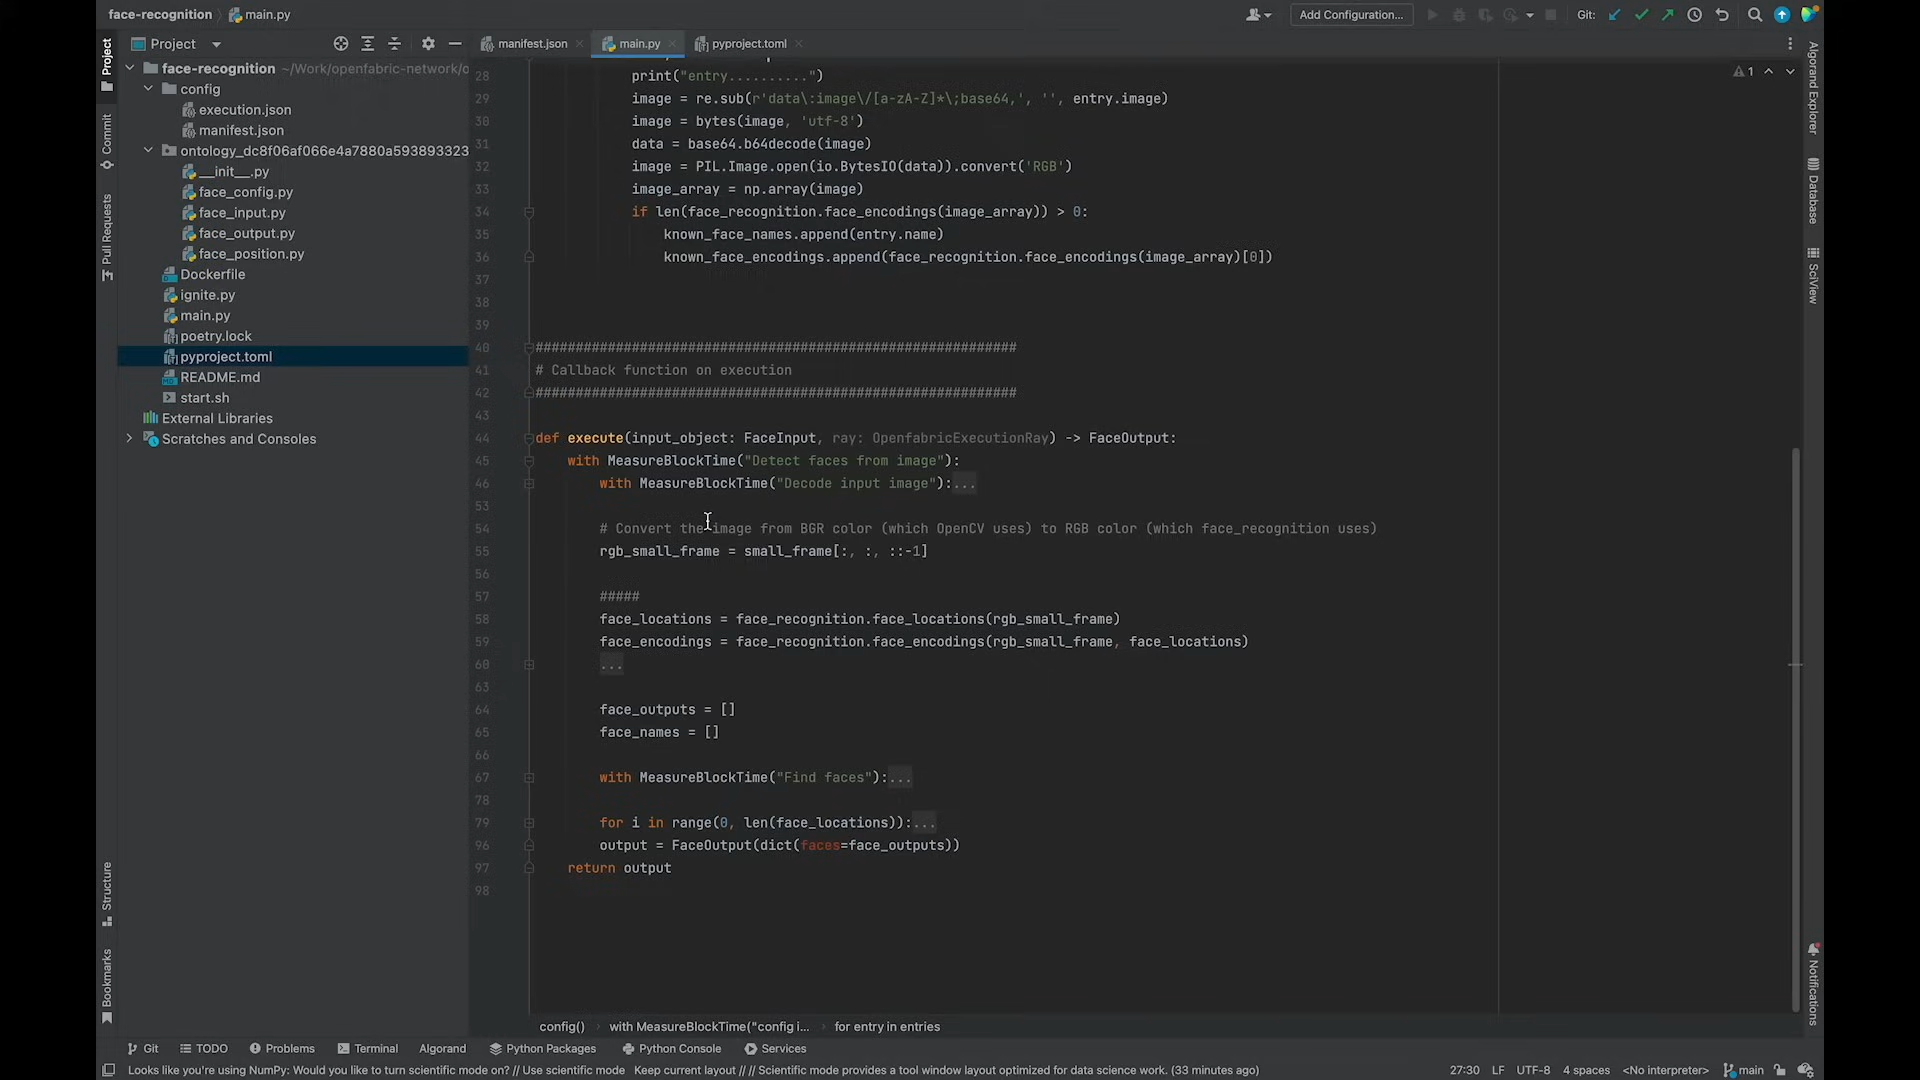 face-recognition main.py
Add Configuration...
Git:
Project
manifest.json
main.py
pyproject.toml
face-recognition ~/Work/openfabric-network/o
config
execution.json
manifest.json
ontology_dc8f06af066e4a7880a593893323
__init__.py
face_config.py
face_input.py
face_output.py
face_position.py
Dockerfile
ignite.py
main.py
poetry.lock
pyproject.toml
README.md
start.sh
External Libraries
Scratches and Consoles
Project
Commit
Pull Requests
Structure
Bookmarks
28 print("entry..........")
29 image = re.sub(r'data\:image\/[a-zA-Z]*\;base64,', '', entry.image)
30 image = bytes(image, 'utf-8')
31 data = base64.b64decode(image)
32 image = PIL.Image.open(io.BytesIO(data)).convert('RGB')
33 image_array = np.array(image)
34 if len(face_recognition.face_encodings(image_array)) > 0:
35 known_face_names.append(entry.name)
36 known_face_encodings.append(face_recognition.face_encodings(image_array)[0])
37
38
39
40 ############################################################
41 # Callback function on execution
42 ############################################################
43
44 def execute(input_object: FaceInput, ray: OpenfabricExecutionRay) -> FaceOutput:
45 with MeasureBlockTime("Detect faces from image"):
46 with MeasureBlockTime("Decode input image"):...
53
54 # Convert the image from BGR color (which OpenCV uses) to RGB color (which face_recognition uses)
55 rgb_small_frame = small_frame[:, :, ::-1]
56
57 #####
58 face_locations = face_recognition.face_locations(rgb_small_frame)
59 face_encodings = face_recognition.face_encodings(rgb_small_frame, face_locations)
60 ...
63
64 face_outputs = []
65 face_names = []
66
67 with MeasureBlockTime("Find faces"):...
78
79 for i in range(0, len(face_locations)):...
96 output = FaceOutput(dict(faces=face_outputs))
97 return output
98
1
Algorand Explorer
Database
SciView
Notifications
config() with MeasureBlockTime("config i... for entry in entries
Git TODO Problems Terminal Algorand Python Packages Python Console Services
Looks like you're using NumPy: Would you like to turn scientific mode on? // Use scientific mode Keep current layout // // Scientific mode provides a tool window layout optimized for data science work. (33 minutes ago) 27:30 LF UTF-8 4 spaces <No interpreter> main